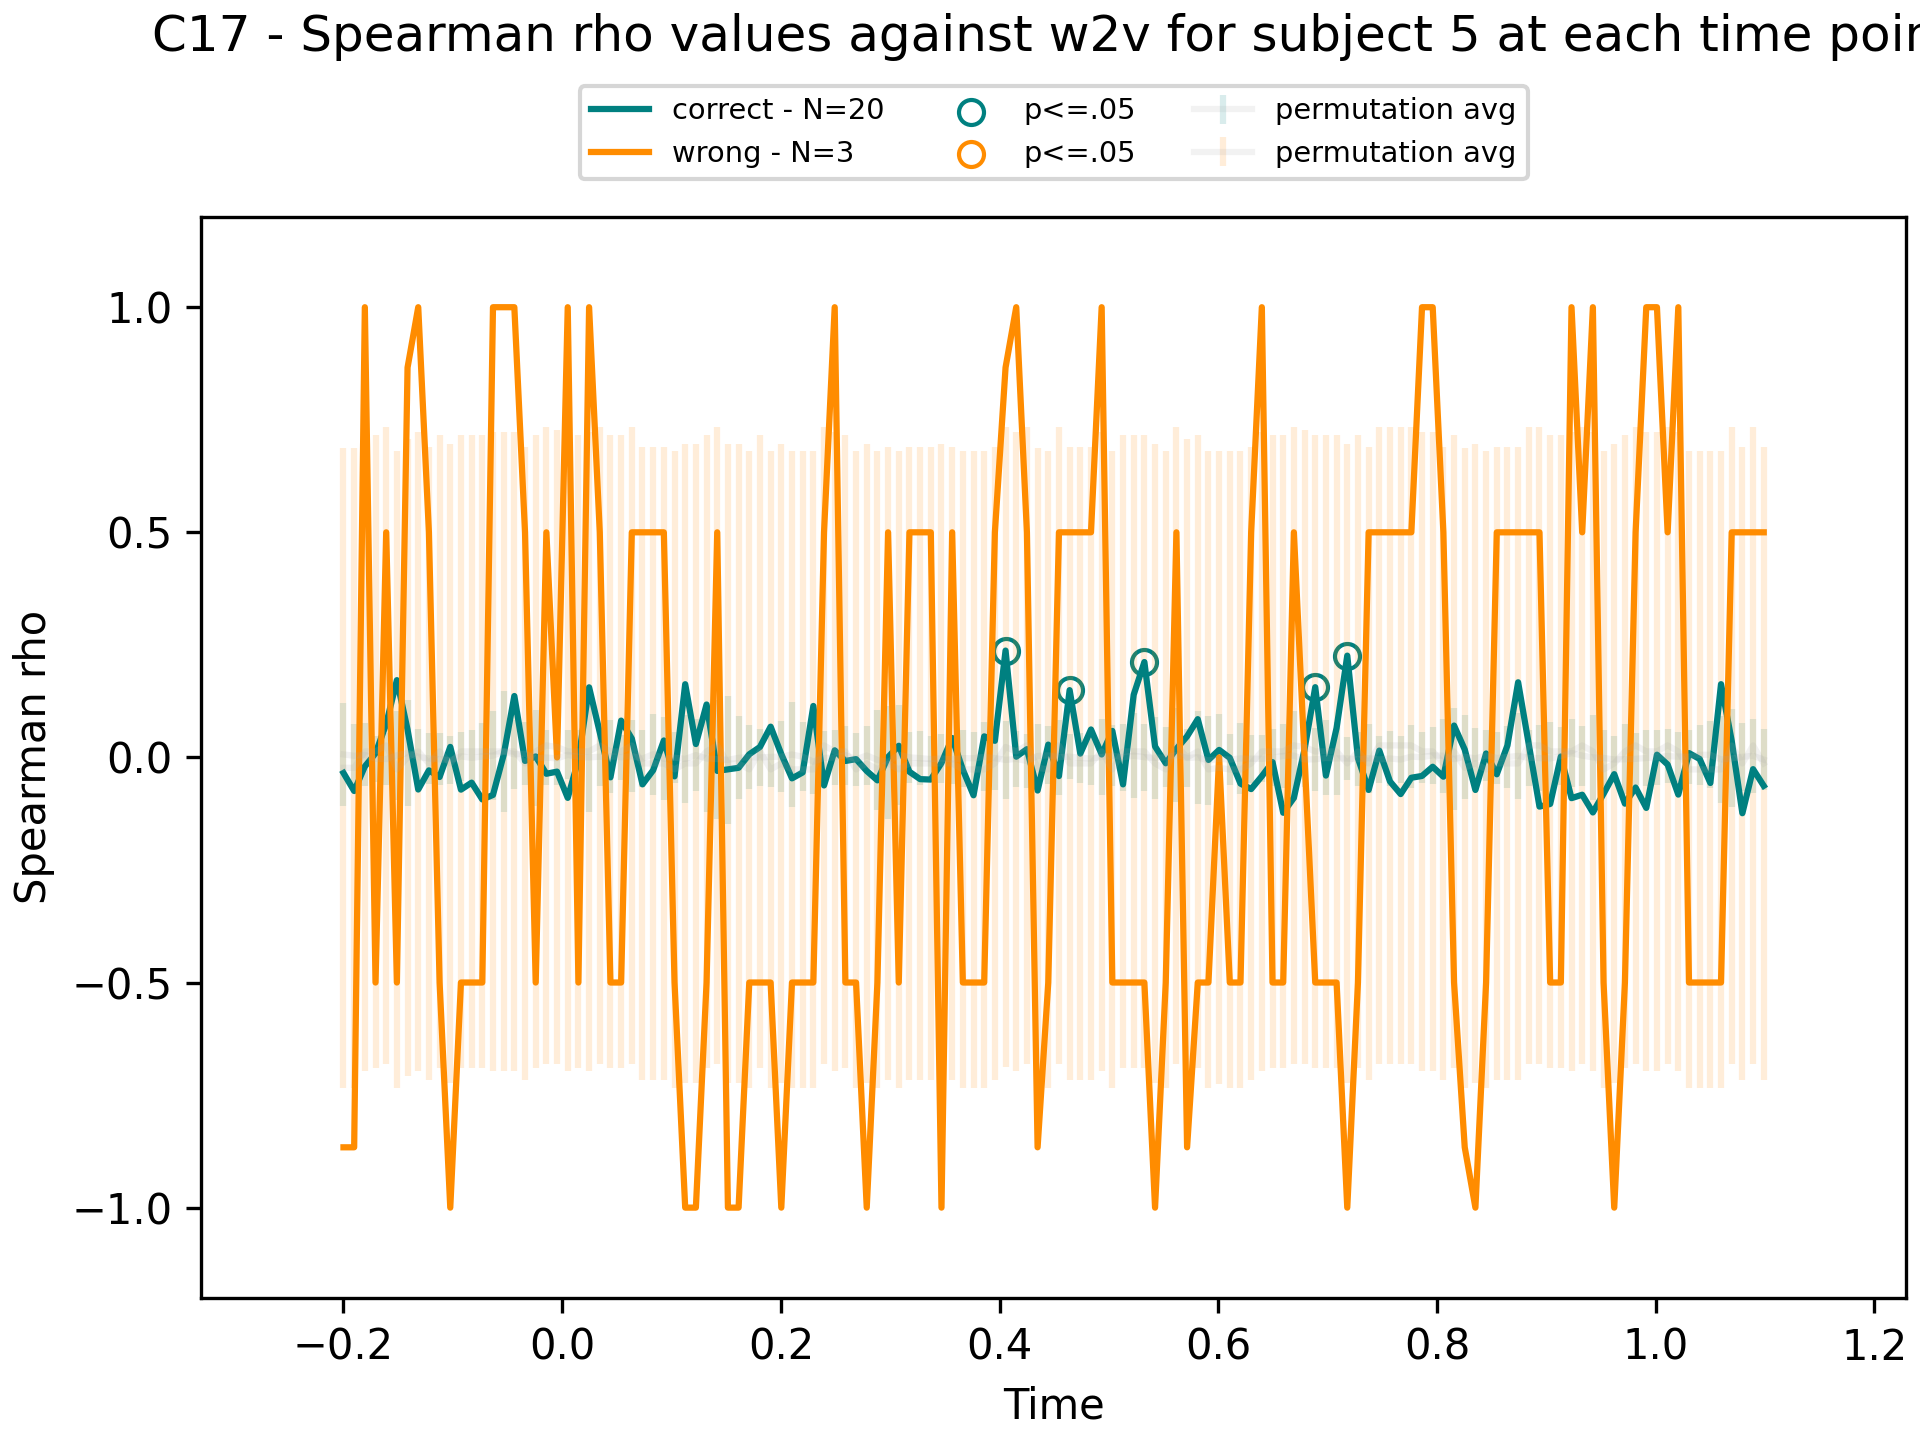 C17 - Spearman rho values against w2v for subject 5 at each time poin
correct - N=20
wrong - N=3
p<=.05
p<=.05
permutation avg
permutation avg
Spearman rho
1.0
0.5
0.0
−0.5
−1.0
−0.2 0.0 0.2 0.4 0.6 0.8 1.0 1.2
Time